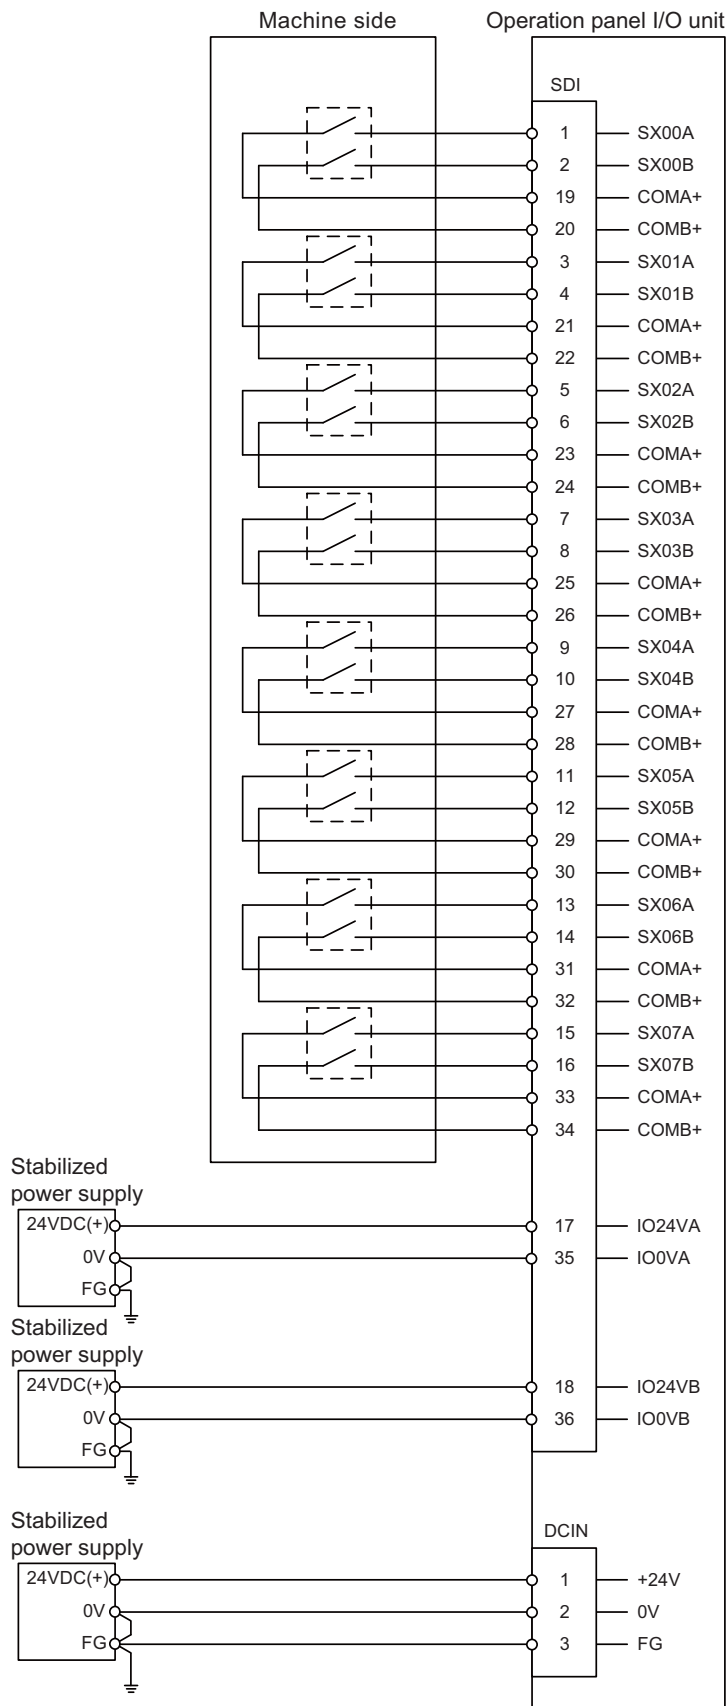 Machine side
Operation panel I/O unit
SDI
1 SX00A
2 SX00B
19 COMA+
20 COMB+
3 SX01A
4 SX01B
21 COMA+
22 COMB+
5 SX02A
6 SX02B
23 COMA+
24 COMB+
7 SX03A
8 SX03B
25 COMA+
26 COMB+
9 SX04A
10 SX04B
27 COMA+
28 COMB+
11 SX05A
12 SX05B
29 COMA+
30 COMB+
13 SX06A
14 SX06B
31 COMA+
32 COMB+
15 SX07A
16 SX07B
33 COMA+
34 COMB+
Stabilized
power supply
24VDC(+) 17 IO24VA
0V 35 IO0VA
FG
Stabilized
power supply
24VDC(+) 18 IO24VB
0V 36 IO0VB
FG
Stabilized
power supply
DCIN
24VDC(+) 1 +24V
0V 2 0V
FG 3 FG